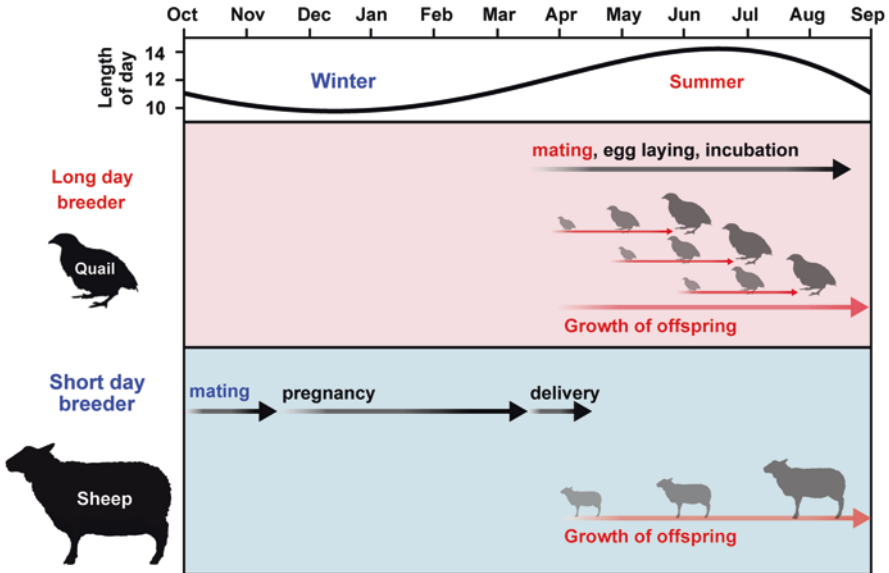 Oct Nov Dec Jan Feb Mar Apr May Jun Jul Aug Sep
Length of day
14
12
10
Winter
Summer
Long day
breeder
Quail
mating, egg laying, incubation
Growth of offspring
Short day
breeder
Sheep
mating
pregnancy
delivery
Growth of offspring